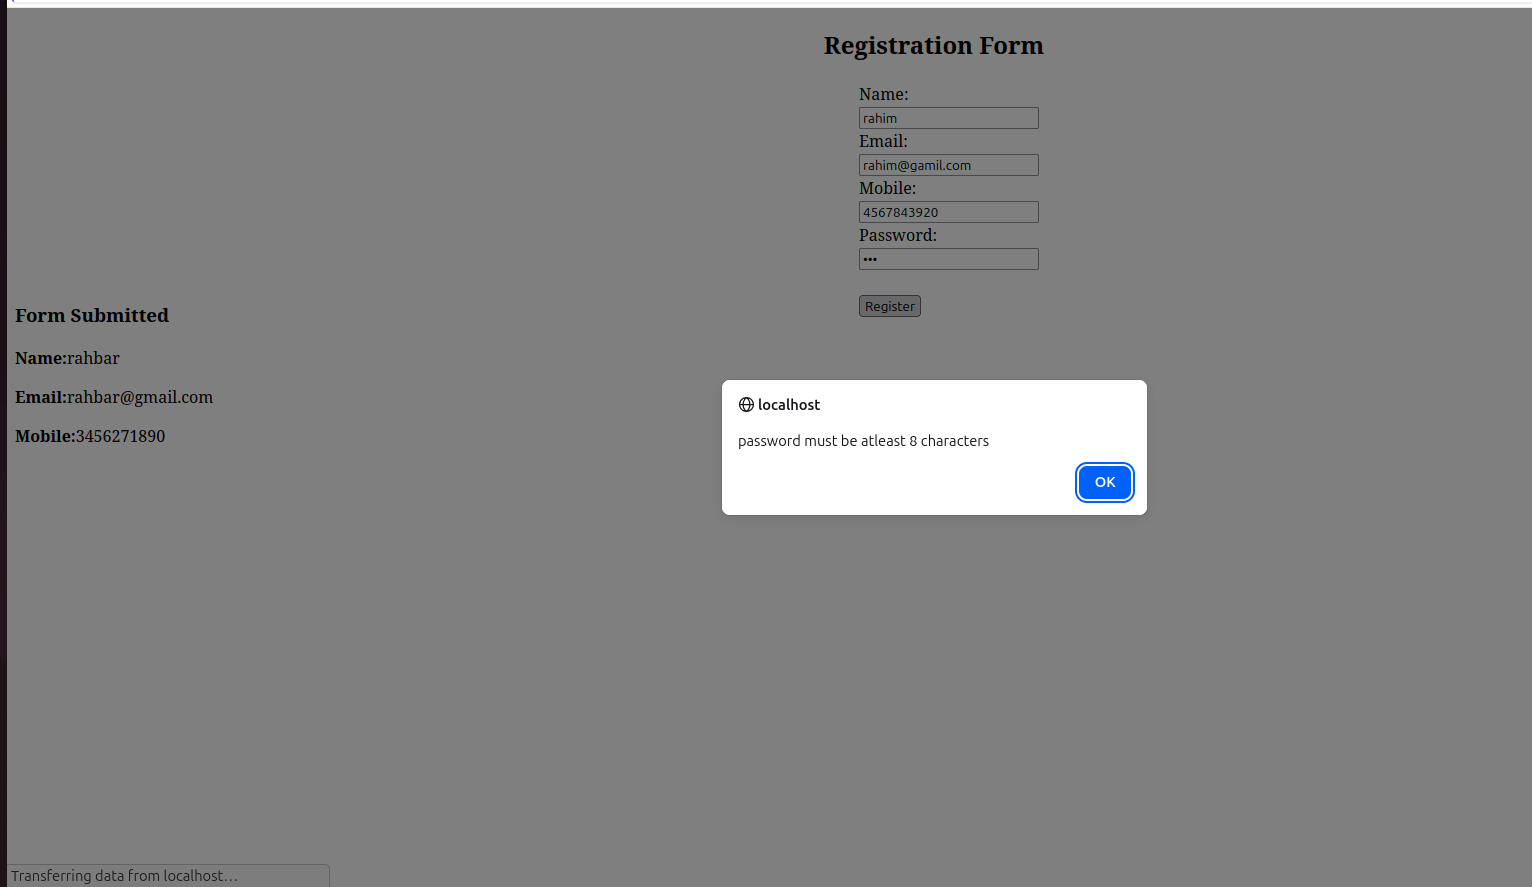 Registration Form
Name:
rahim
Email:
rahim@gamil.com
Mobile:
4567843920
Password:
•••
Register
Form Submitted
Name:rahbar
Email:rahbar@gmail.com
Mobile:3456271890
localhost
password must be atleast 8 characters
OK
Transferring data from localhost…